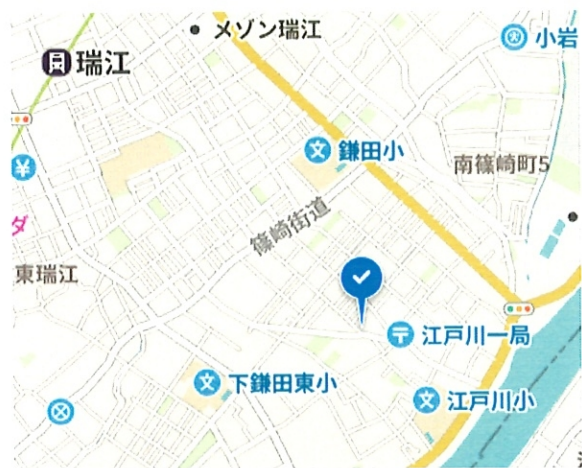 メゾン瑞江
小岩
瑞江
鎌田小
南篠崎町5
篠崎街道
ダ
東瑞江
江戸川一局
下鎌田東小
江戸川小